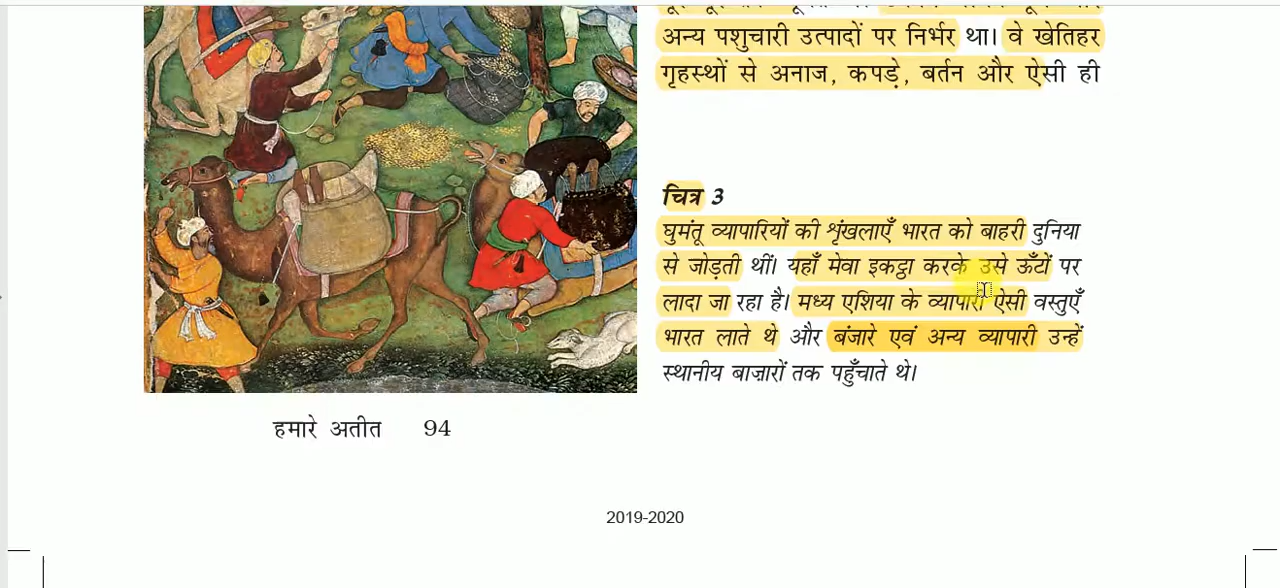 अन्य पशुचारी उत्पादों पर निर्भर था। वे खेतिहर
गृहस्थों से अनाज, कपड़े, बर्तन और ऐसी ही
चित्र 3
घुमंतू व्यापारियों की शृंखलाएँ भारत को बाहरी दुनिया
से जोड़ती थीं। यहाँ मेवा इकट्ठा करके उसे ऊँटों पर
लादा जा रहा है। मध्य एशिया के व्यापारी ऐसी वस्तुएँ
भारत लाते थे और बंजारे एवं अन्य व्यापारी उन्हें
स्थानीय बाज़ारों तक पहुँचाते थे।
हमारे अतीत 94
2019-2020